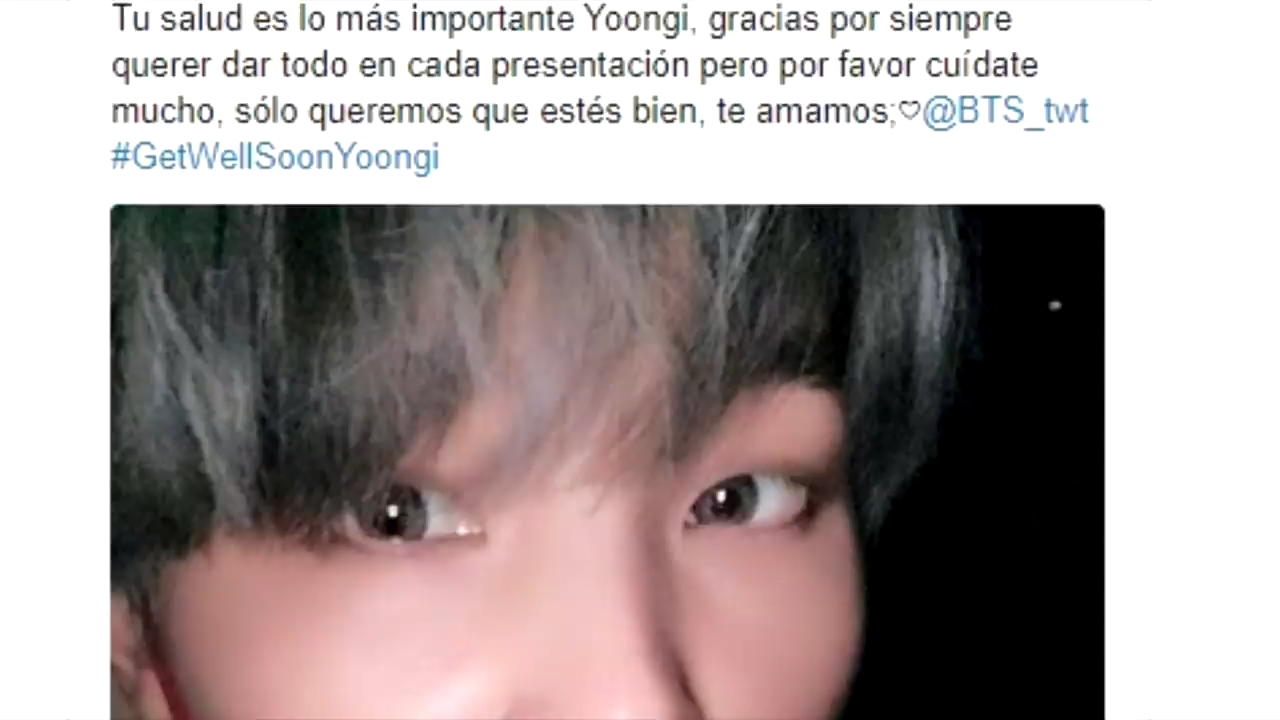 Tu salud es lo más importante Yoongi, gracias por siempre
querer dar todo en cada presentación pero por favor cuídate
mucho, sólo queremos que estés bien, te amamos;♡@BTS_twt
#GetWellSoonYoongi